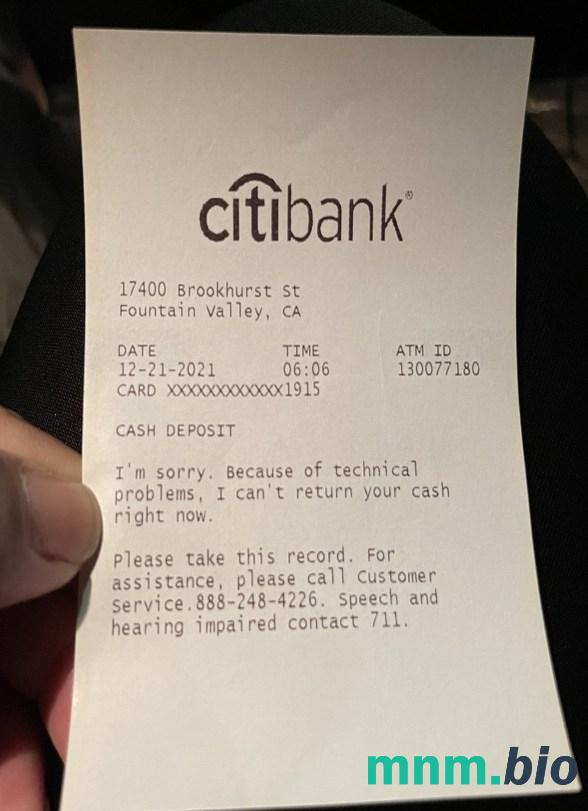 citibank®
17400 Brookhurst St
Fountain Valley, CA
DATE TIME ATM ID
12-21-2021 06:06 130077180
CARD XXXXXXXXXXXX1915
CASH DEPOSIT
I'm sorry. Because of technical
problems, I can't return your cash
right now.
Please take this record. For
assistance, please call Customer
Service.888-248-4226. Speech and
hearing impaired contact 711.
mnm.bio